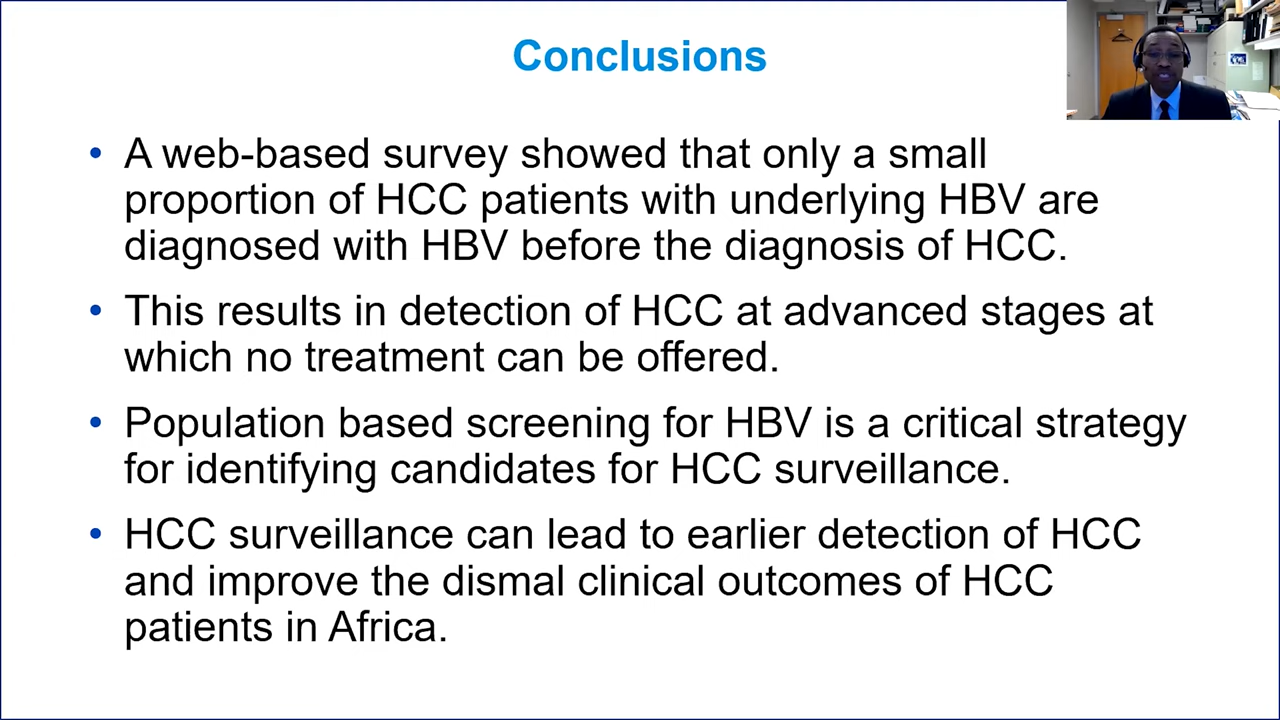 Conclusions
• A web-based survey showed that only a small
proportion of HCC patients with underlying HBV are
diagnosed with HBV before the diagnosis of HCC.
• This results in detection of HCC at advanced stages at
which no treatment can be offered.
• Population based screening for HBV is a critical strategy
for identifying candidates for HCC surveillance.
• HCC surveillance can lead to earlier detection of HCC
and improve the dismal clinical outcomes of HCC
patients in Africa.